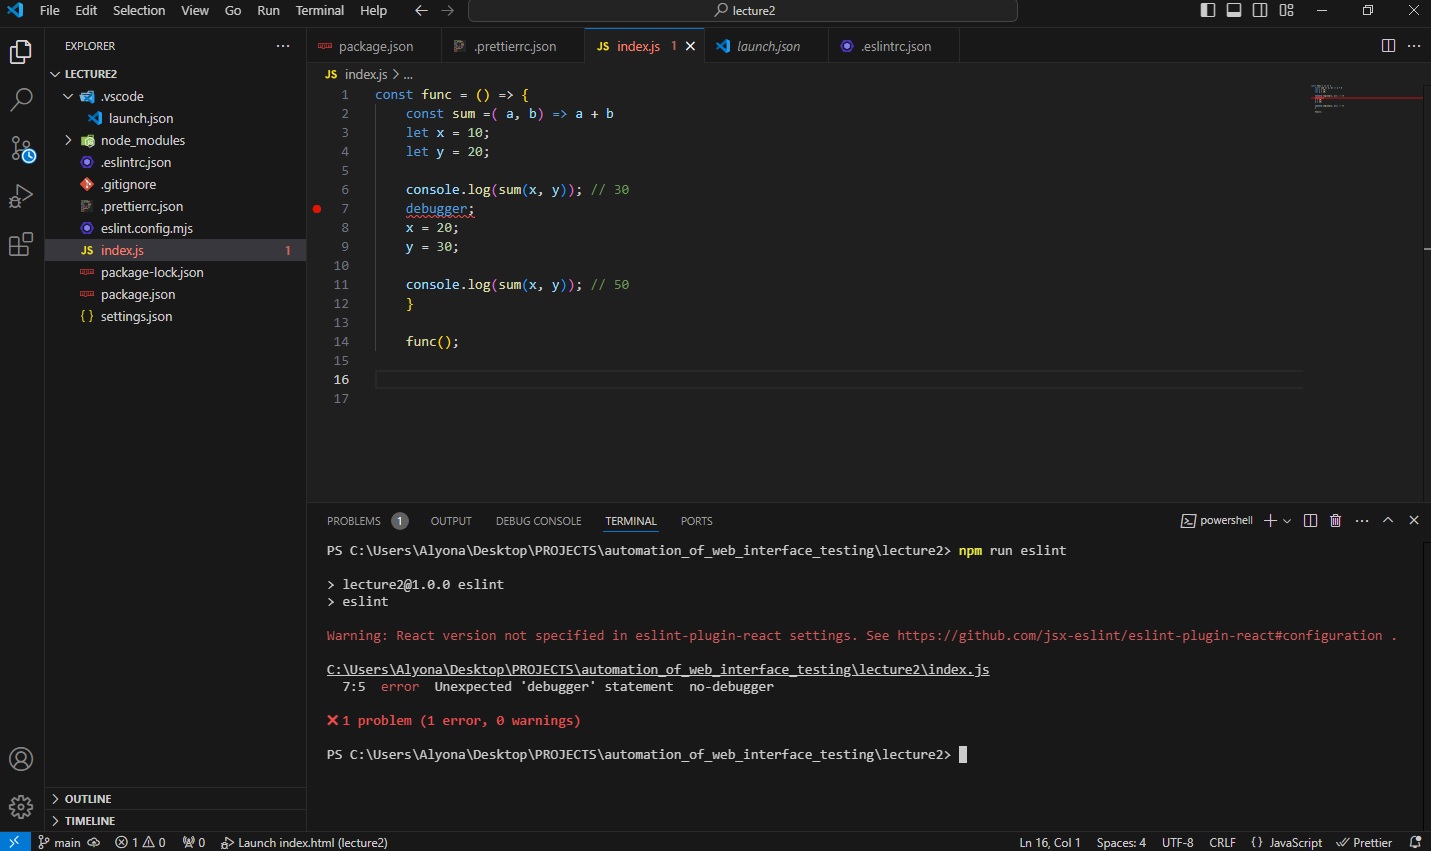 File Edit Selection View Go Run Terminal Help
lecture2
EXPLORER
LECTURE2
.vscode
launch.json
node_modules
.eslintrc.json
.gitignore
.prettierrc.json
eslint.config.mjs
JS index.js 1
package-lock.json
package.json
{ } settings.json
OUTLINE
TIMELINE
package.json .prettierrc.json JS index.js 1 launch.json .eslintrc.json
JS index.js > ...
1 const func = () => {
2 const sum =( a, b) => a + b
3 let x = 10;
4 let y = 20;
5
6 console.log(sum(x, y)); // 30
7 debugger;
8 x = 20;
9 y = 30;
10
11 console.log(sum(x, y)); // 50
12 }
13
14 func();
15
16
17
PROBLEMS 1 OUTPUT DEBUG CONSOLE TERMINAL PORTS powershell
PS C:\Users\Alyona\Desktop\PROJECTS\automation_of_web_interface_testing\lecture2> npm run eslint
> lecture2@1.0.0 eslint
> eslint
Warning: React version not specified in eslint-plugin-react settings. See https://github.com/jsx-eslint/eslint-plugin-react#configuration .
C:\Users\Alyona\Desktop\PROJECTS\automation_of_web_interface_testing\lecture2\index.js
7:5 error Unexpected 'debugger' statement no-debugger
1 problem (1 error, 0 warnings)
PS C:\Users\Alyona\Desktop\PROJECTS\automation_of_web_interface_testing\lecture2>
main 1 0 0 Launch index.html (lecture2) Ln 16, Col 1 Spaces: 4 UTF-8 CRLF { } JavaScript Prettier